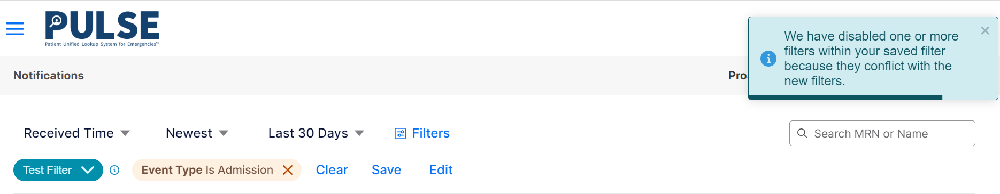 PULSE
Patient Unified Lookup System for Emergencies™
We have disabled one or more
filters within your saved filter
because they conflict with the
new filters.
Notifications
Received Time
Newest
Last 30 Days
Filters
Search MRN or Name
Test Filter
Event Type Is Admission
Clear
Save
Edit